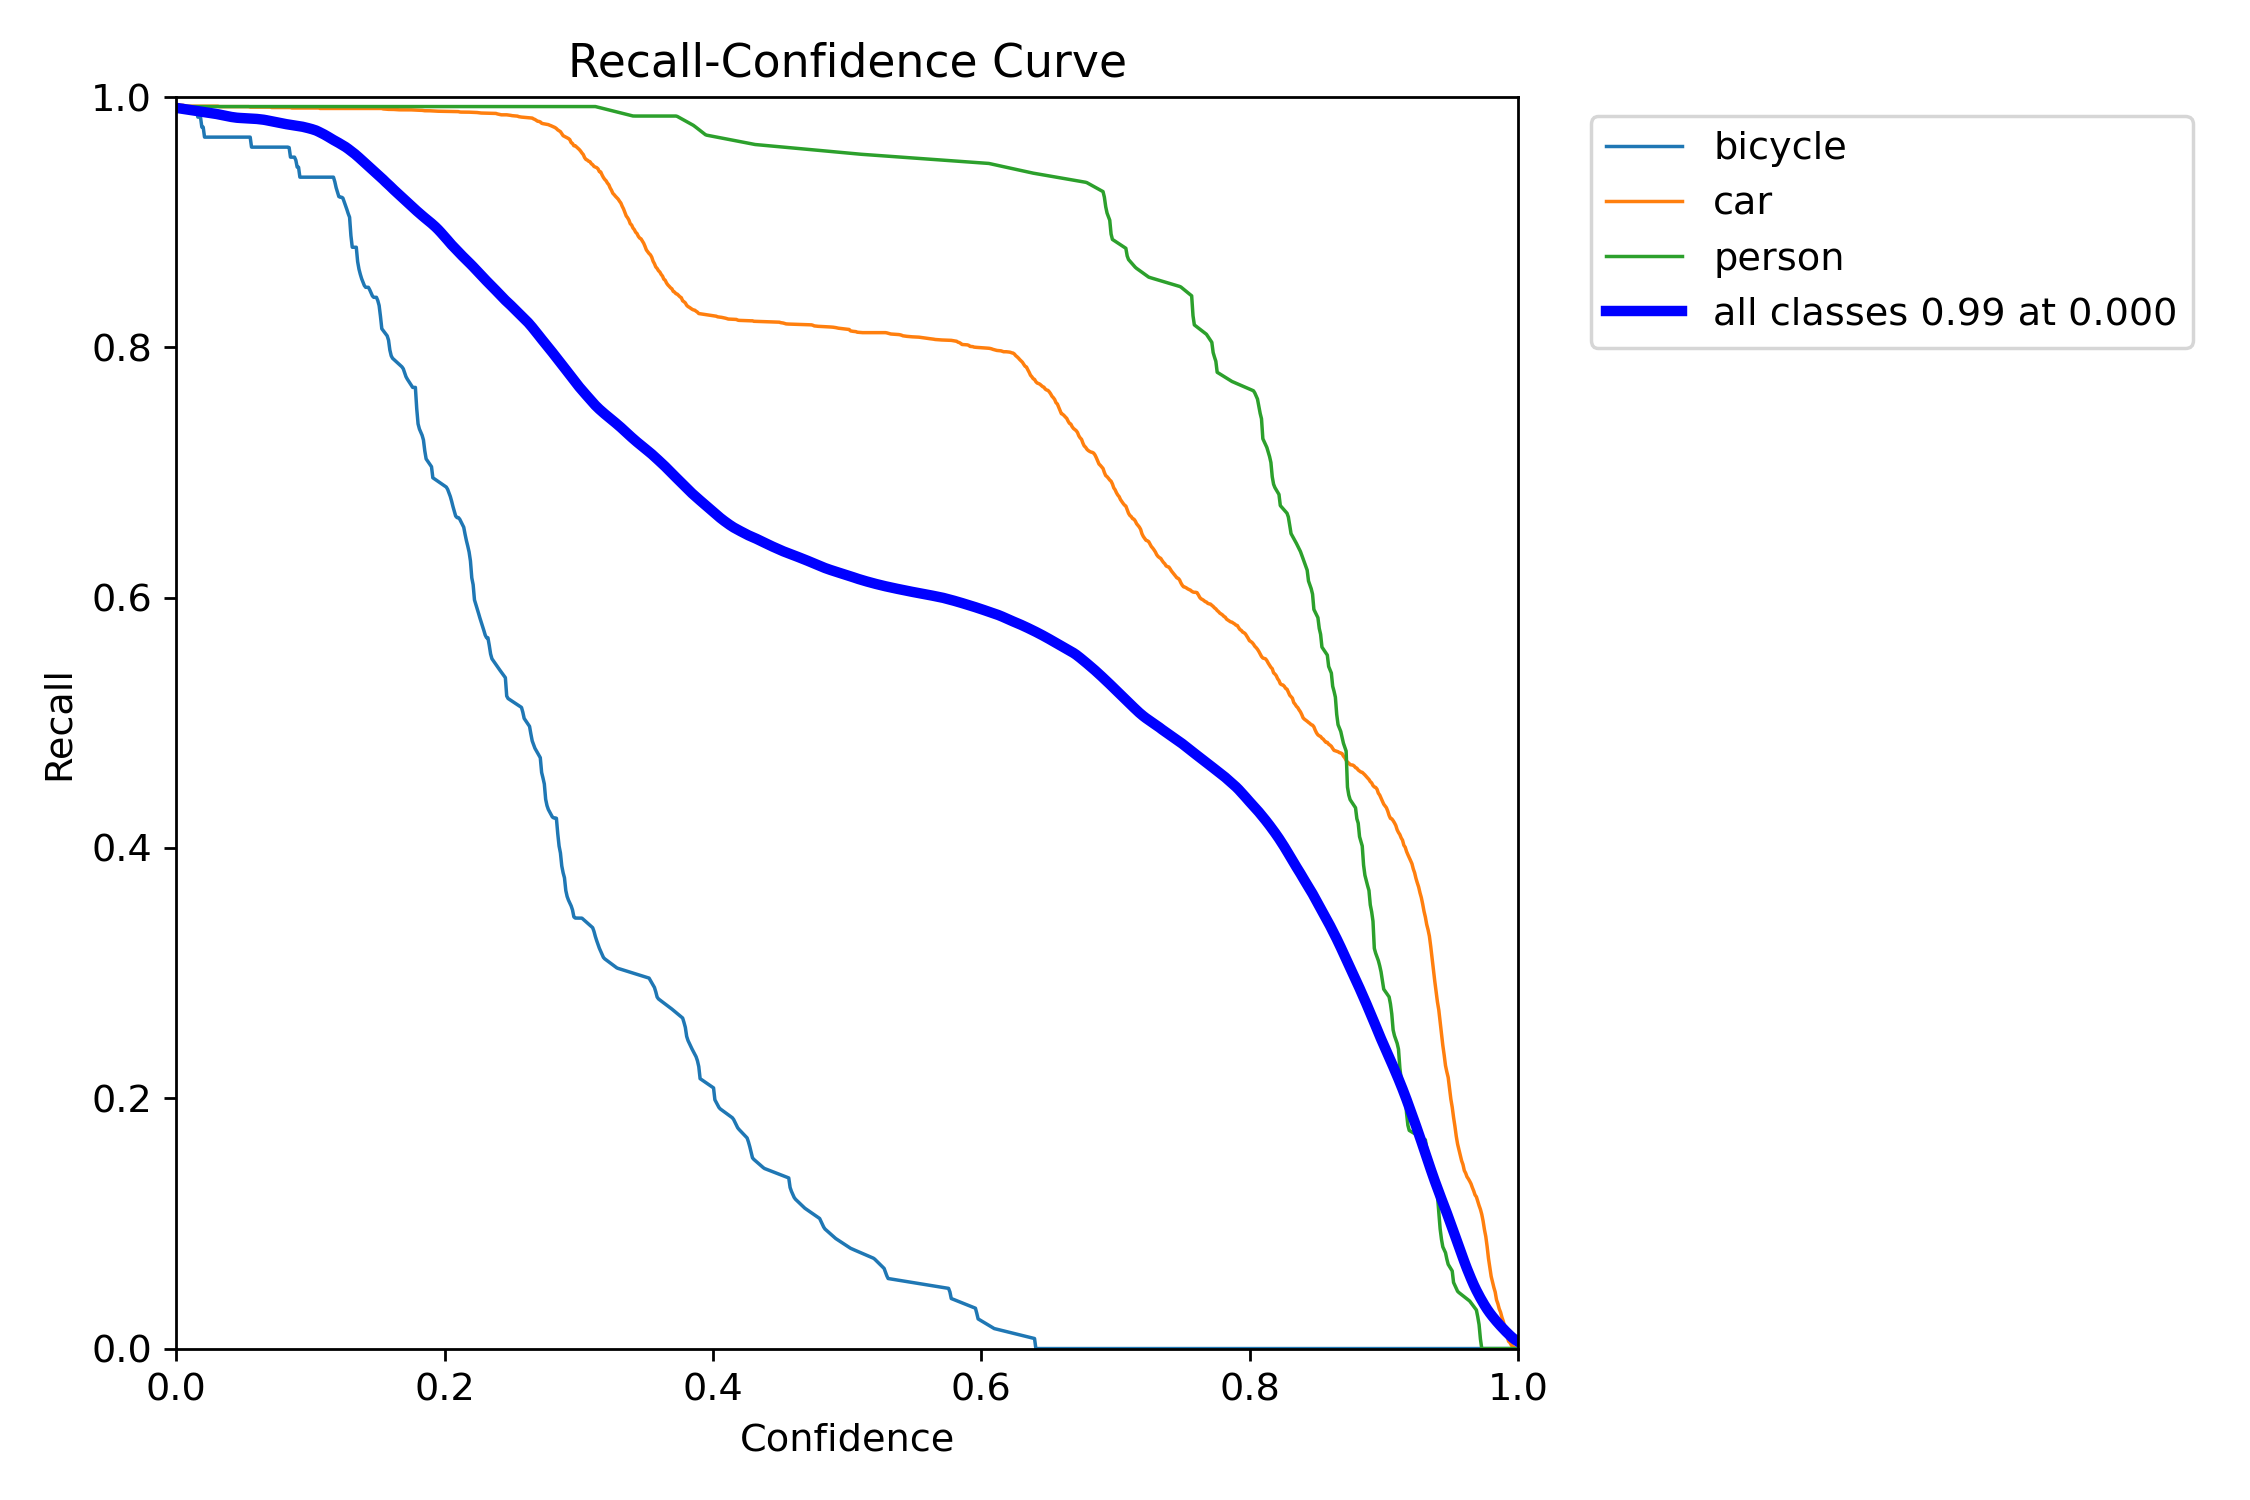 Recall-Confidence Curve
1.0
0.8
0.6
0.4
0.2
0.0
Recall
0.0 0.2 0.4 0.6 0.8 1.0
Confidence
bicycle
car
person
all classes 0.99 at 0.000